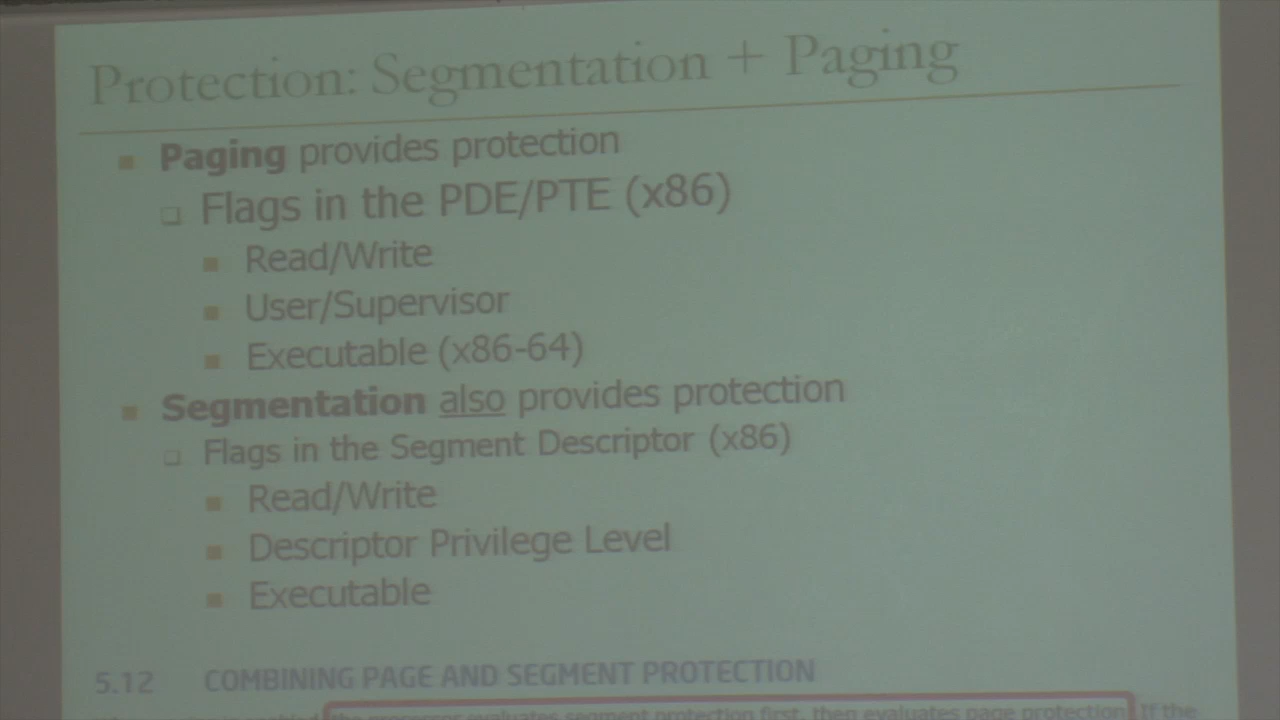 Protection: Segmentation + Paging
Paging provides protection
Flags in the PDE/PTE (x86)
Read/Write
User/Supervisor
Executable (x86-64)
Segmentation also provides protection
Flags in the Segment Descriptor (x86)
Read/Write
Descriptor Privilege Level
Executable
5.12 COMBINING PAGE AND SEGMENT PROTECTION
the processor evaluates segment protection first, then evaluates page protection. If the